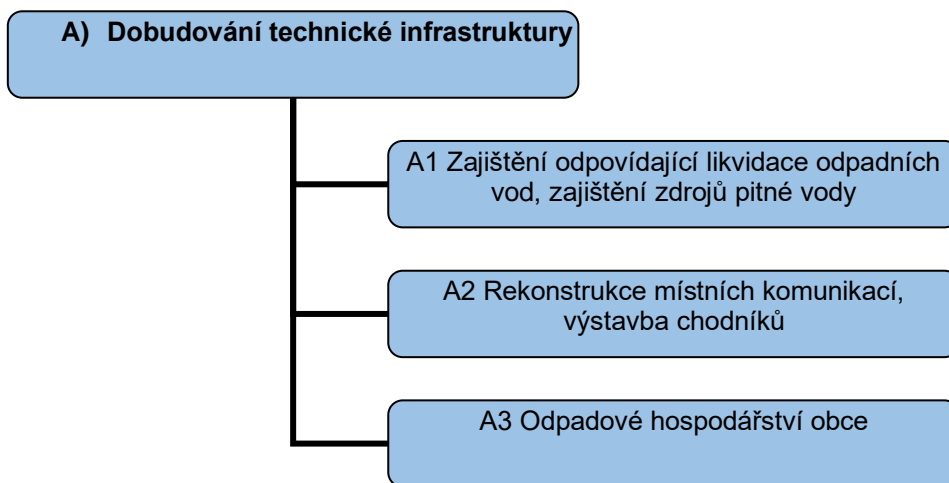 A) Dobudování technické infrastruktury
A1 Zajištění odpovídající likvidace odpadních
vod, zajištění zdrojů pitné vody
A2 Rekonstrukce místních komunikací,
výstavba chodníků
A3 Odpadové hospodářství obce